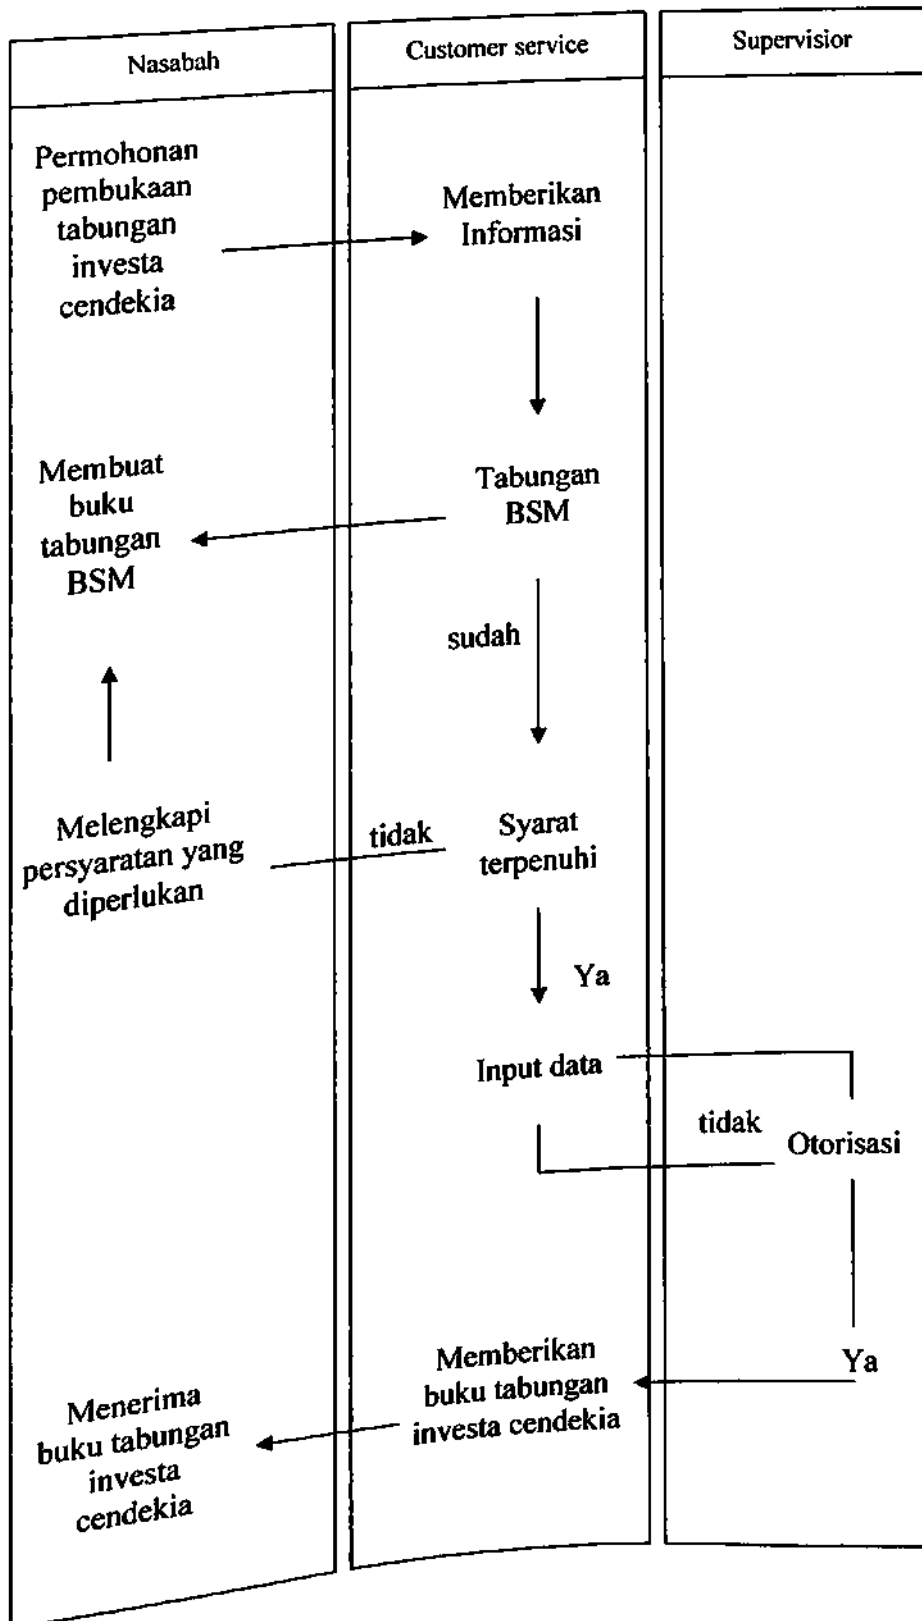 Nasabah
Customer service
Supervisior
Permohonan
pembukaan
tabungan
investa
cendekia
Memberikan
Informasi
Membuat
buku
tabungan
BSM
Tabungan
BSM
sudah
Melengkapi
persyaratan yang
diperlukan
tidak
Syarat
terpenuhi
Ya
Input data
tidak
Otorisasi
Ya
Memberikan
buku tabungan
investa cendekia
Menerima
buku tabungan
investa
cendekia